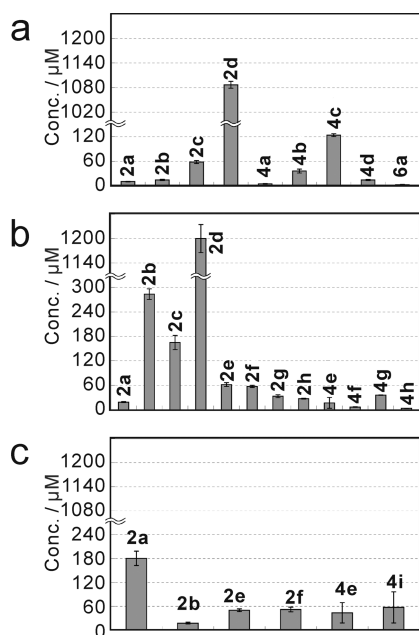 a
Conc. / µM
1200
1140
1080
1020
120
60
0
2a
2b
2c
2d
4a
4b
4c
4d
6a
b
Conc. / µM
1200
1140
300
240
180
120
60
0
2a
2b
2c
2d
2e
2f
2g
2h
4e
4f
4g
4h
c
Conc. / µM
1200
1140
1080
240
180
120
60
0
2a
2b
2e
2f
4e
4i